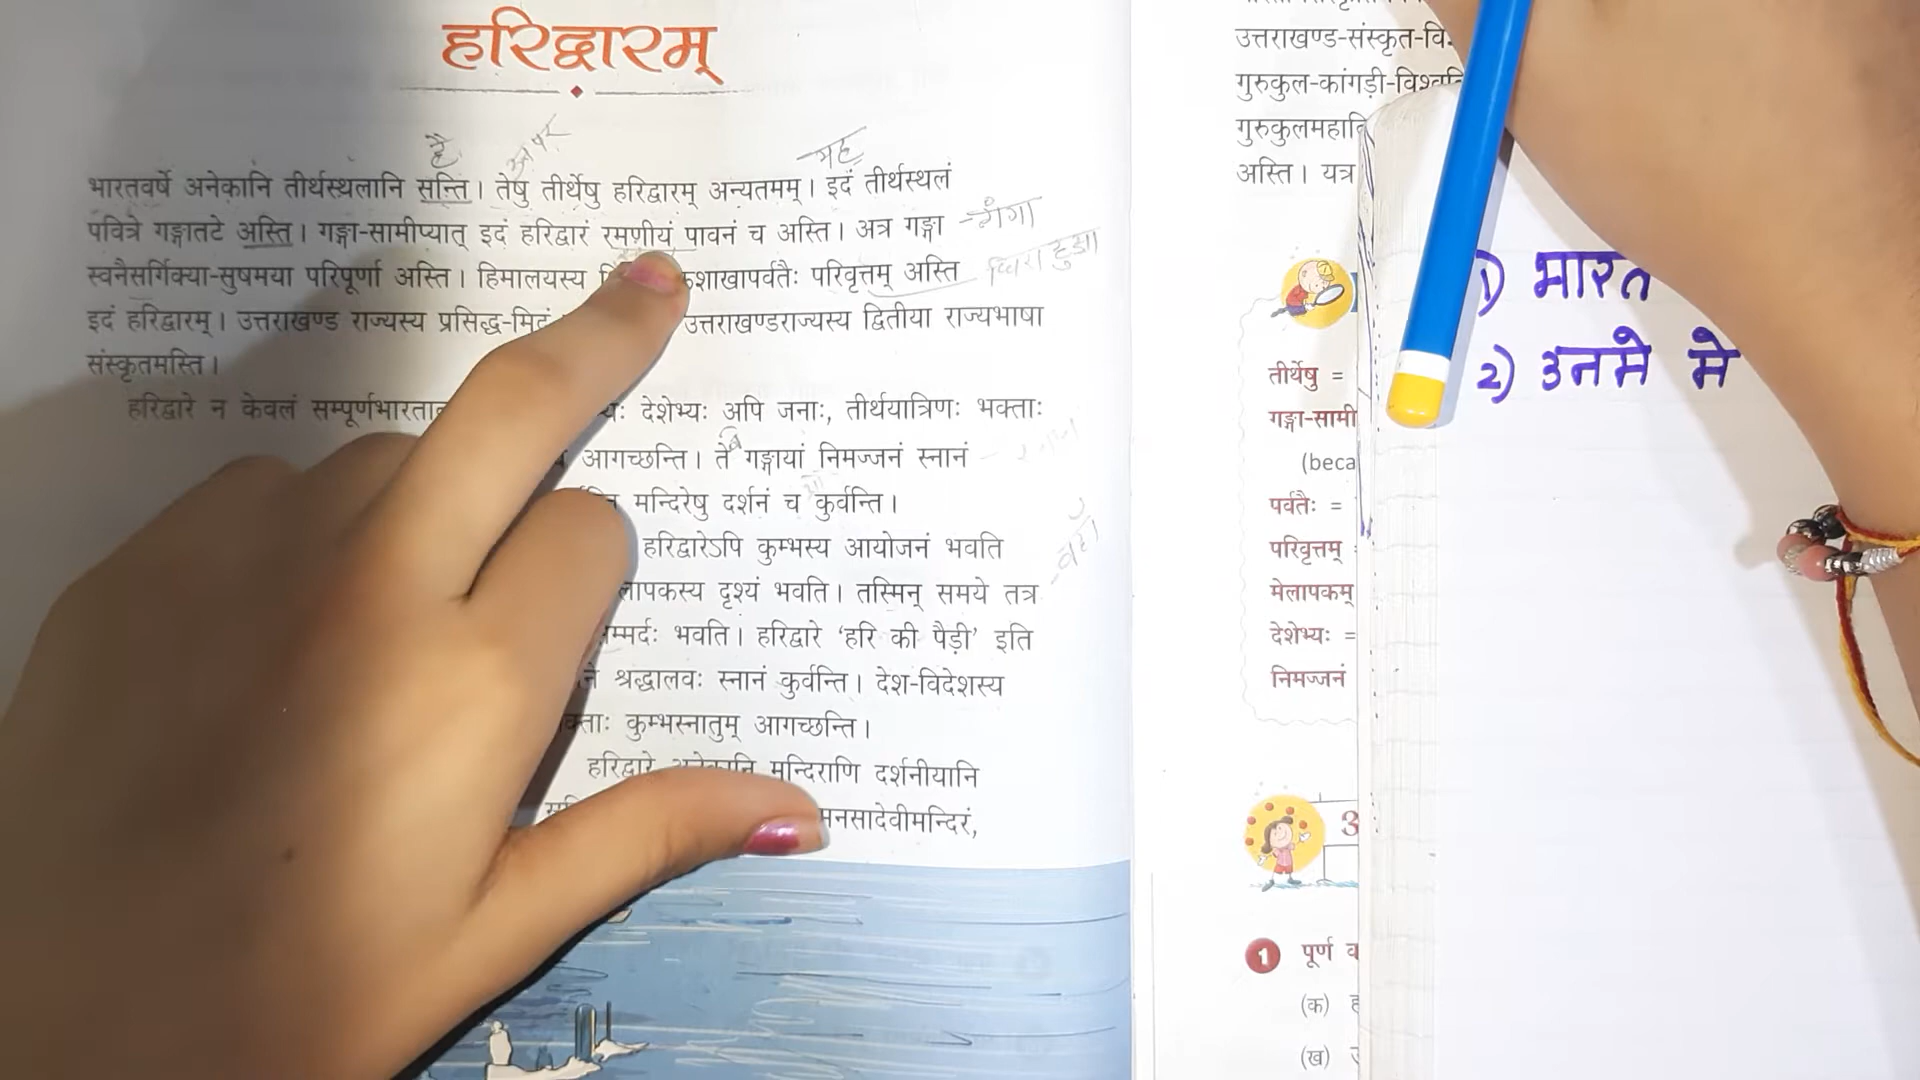 हरिद्वारम्
है
यह
भारतवर्षे अनेकानि तीर्थस्थलानि सन्ति। तेषु तीर्थेषु हरिद्वारम् अन्यतमम्। इदं तीर्थस्थलं
पवित्रे गङ्गातटे अस्ति। गङ्गा-सामीप्यात् इदं हरिद्वारं रमणीयं पावनं च अस्ति। अत्र गङ्गा
-गंगा
स्वनैसर्गिक्या-सुषमया परिपूर्णा अस्ति। हिमालयस्य शाखापर्वतैः परिवृत्तम् अस्ति
घिरा हुआ
इदं हरिद्वारम्। उत्तराखण्ड राज्यस्य प्रसिद्ध-मिदं उत्तराखण्डराज्यस्य द्वितीया राज्यभाषा
संस्कृतमस्ति।
हरिद्वारे न केवलं सम्पूर्णभारता देशेभ्यः अपि जनाः, तीर्थयात्रिणः भक्ताः
आगच्छन्ति। ते गङ्गायां निमज्जनं स्नानं
मन्दिरेषु दर्शनं च कुर्वन्ति।
हरिद्वारेऽपि कुम्भस्य आयोजनं भवति
वहाँ
लापकस्य दृश्यं भवति। तस्मिन् समये तत्र
म्मर्दः भवति। हरिद्वारे ‘हरि की पैड़ी’ इति
श्रद्धालवः स्नानं कुर्वन्ति। देश-विदेशस्य
क्ताः कुम्भस्नातुम् आगच्छन्ति।
हरिद्वारे अनेकानि मन्दिराणि दर्शनीयानि
मनसादेवीमन्दिरं,
उत्तराखण्ड-संस्कृत-वि
गुरुकुल-कांगड़ी-विश्ववि
गुरुकुलमहावि
अस्ति। यत्र
तीर्थेषु =
गङ्गा-सामी
(beca
पर्वतैः =
परिवृत्तम्
मेलापकम्
देशेभ्यः =
निमज्जनं
1 पूर्ण व
(क) ह
(ख)
1) भारत
2) उनमे मे